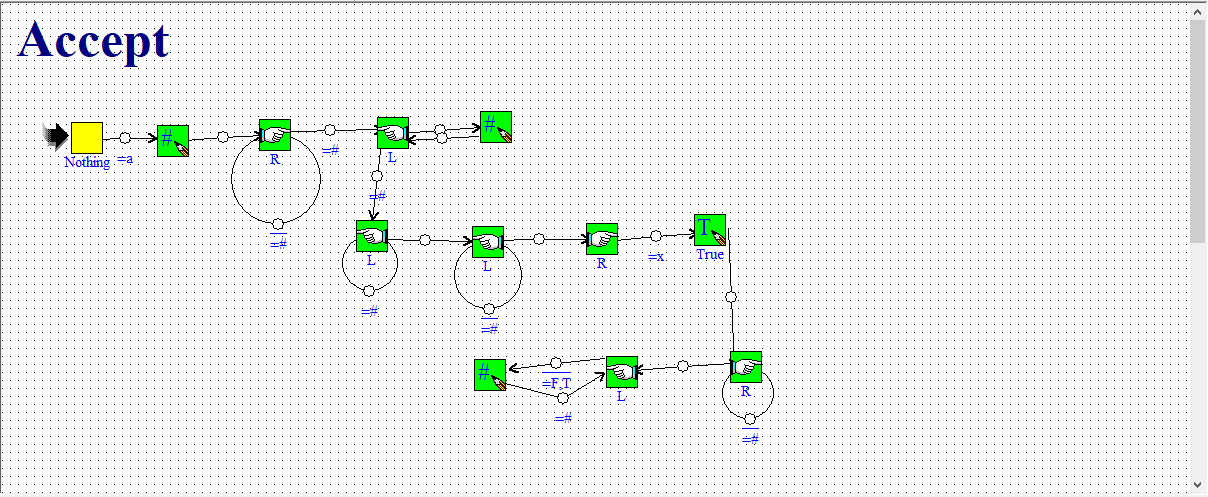 Accept
#
#
Nothing
=a
R
=#
L
=#
L
=#
L
=#
R
=x
T
True
=#
#
=F,T
=#
L
R
=#